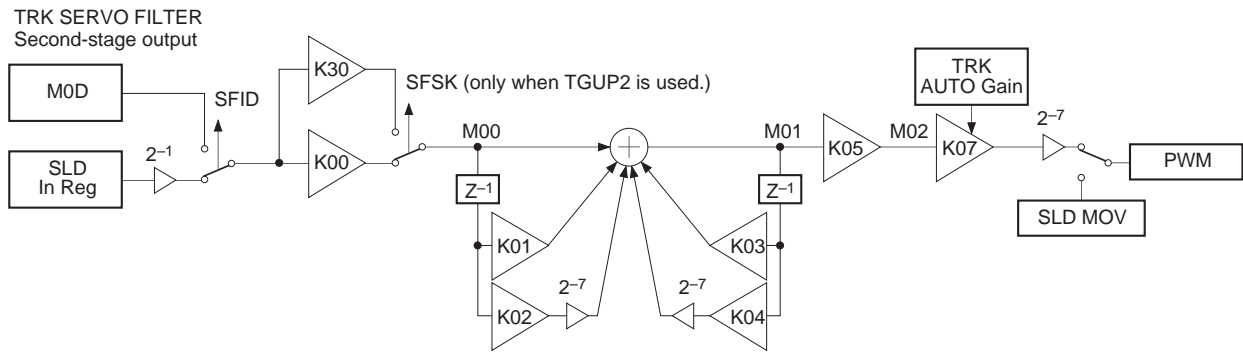 TRK SERVO FILTER
Second-stage output
M0D
SFID
SLD
In Reg
2–1
K30
K00
SFSK (only when TGUP2 is used.)
M00
Z–1
K01
K02
2–7
2–7
K03
K04
Z–1
M01
K05
M02
TRK
AUTO Gain
K07
2–7
PWM
SLD MOV